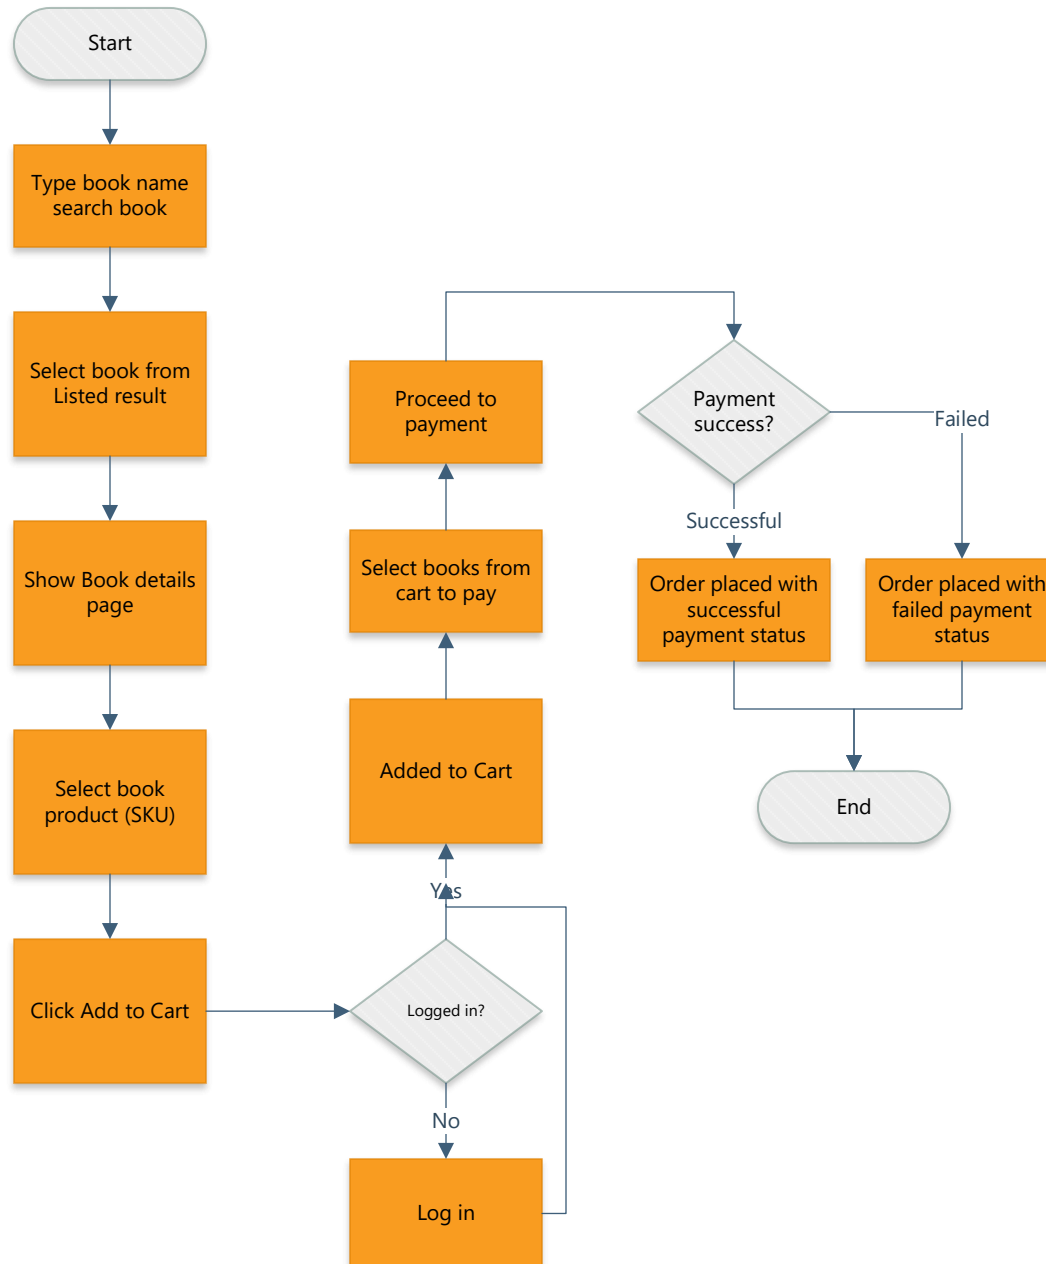 Start
Type book name
search book
Select book from
Listed result
Show Book details
page
Select book
product (SKU)
Click Add to Cart
Logged in?
No
Log in
Yes
Added to Cart
Select books from
cart to pay
Proceed to
payment
Payment
success?
Failed
Successful
Order placed with
successful
payment status
Order placed with
failed payment
status
End